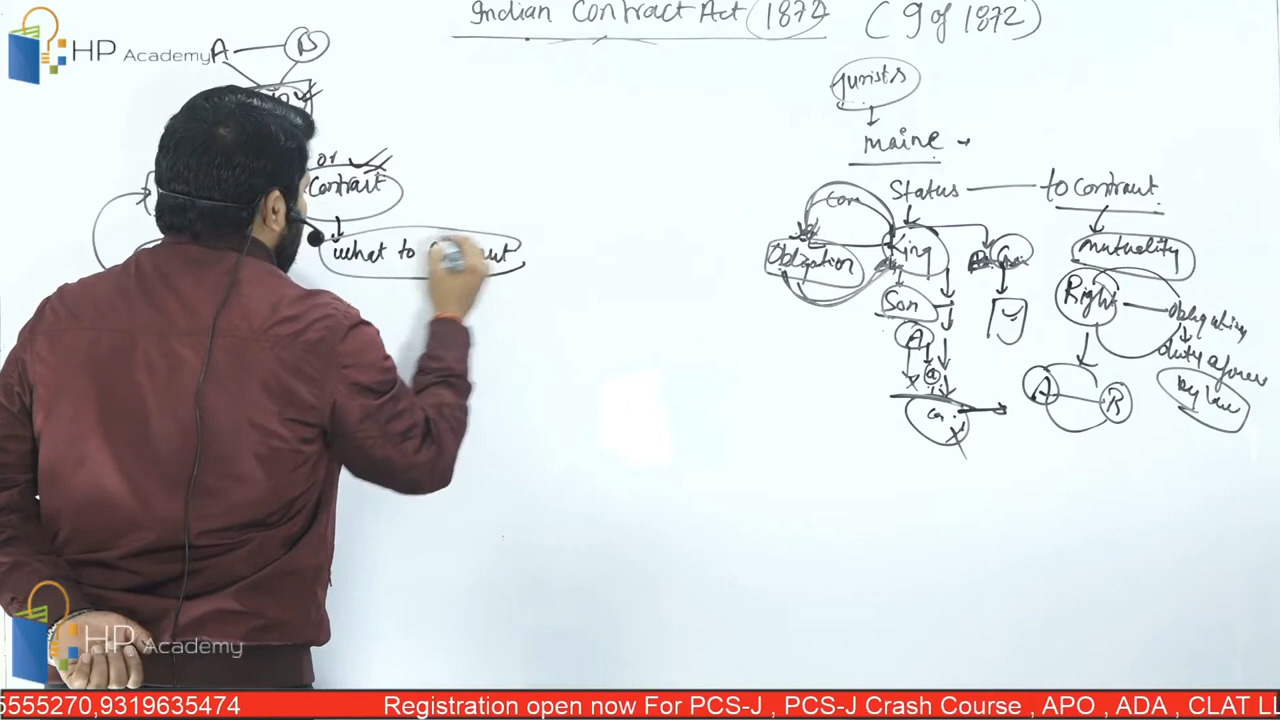 Indian Contract Act 1872 (9 of 1872)
HP Academy
A B
Jurists
maine
or
Contract
Status to contract
what to
mutuality
Obligation King
Right Obligation
Son
A
by law
A B
HP Academy
5555270,9319635474 Registration open now For PCS-J , PCS-J Crash Course , APO , ADA , CLAT LL